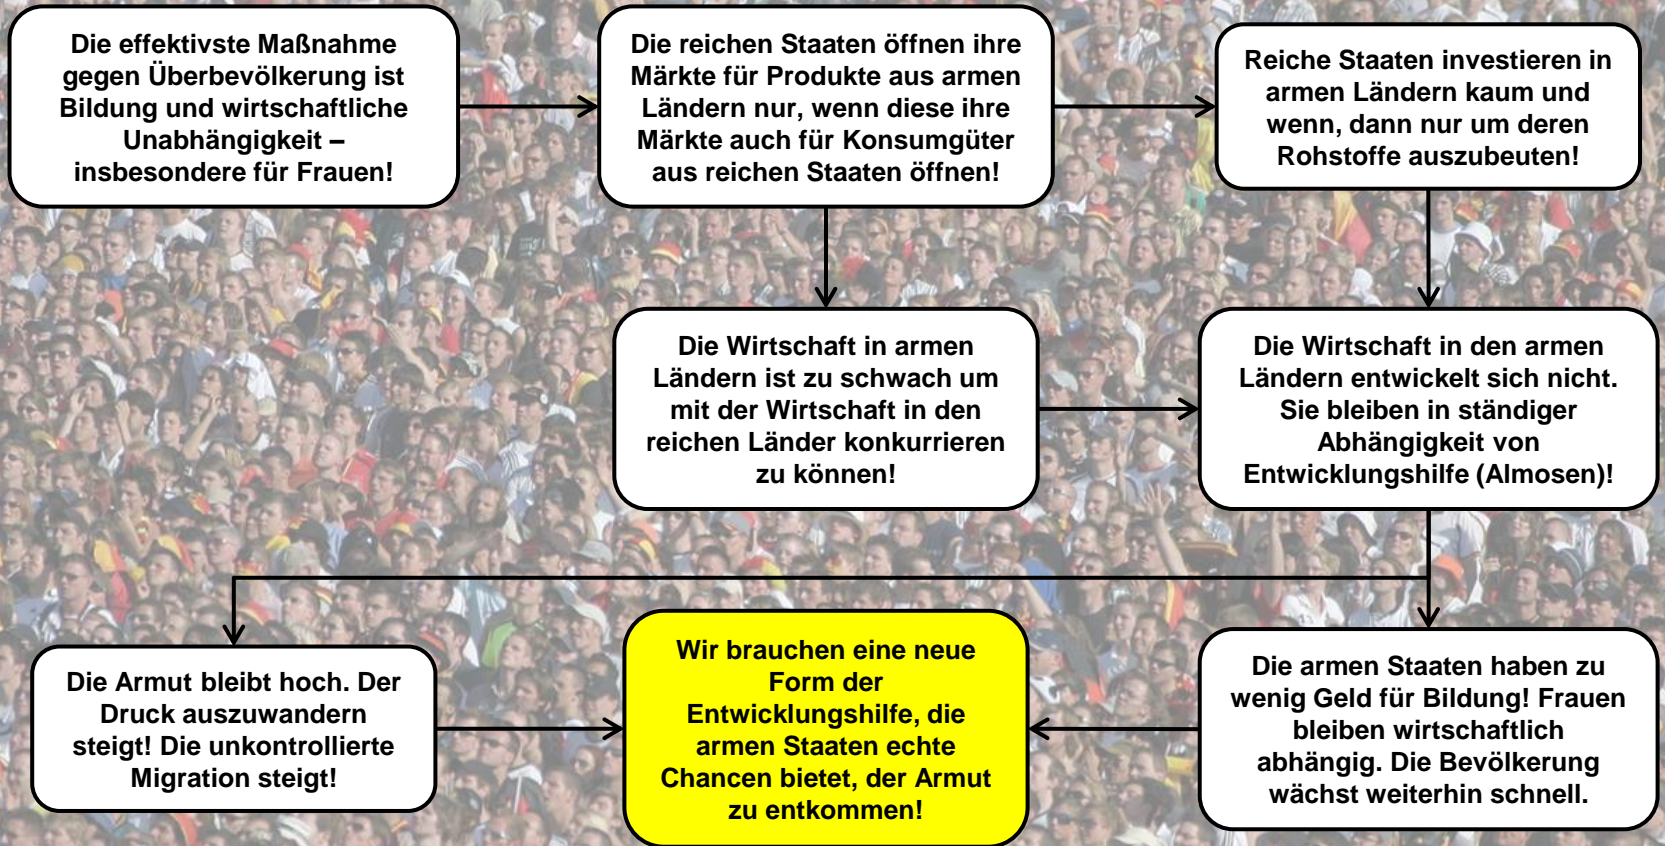 Die effektivste Maßnahme
gegen Überbevölkerung ist
Bildung und wirtschaftliche
Unabhängigkeit –
insbesondere für Frauen!
Die reichen Staaten öffnen ihre
Märkte für Produkte aus armen
Ländern nur, wenn diese ihre
Märkte auch für Konsumgüter
aus reichen Staaten öffnen!
Reiche Staaten investieren in
armen Ländern kaum und
wenn, dann nur um deren
Rohstoffe auszubeuten!
Die Wirtschaft in armen
Ländern ist zu schwach um
mit der Wirtschaft in den
reichen Länder konkurrieren
zu können!
Die Wirtschaft in den armen
Ländern entwickelt sich nicht.
Sie bleiben in ständiger
Abhängigkeit von
Entwicklungshilfe (Almosen)!
Die Armut bleibt hoch. Der
Druck auszuwandern
steigt! Die unkontrollierte
Migration steigt!
Wir brauchen eine neue
Form der
Entwicklungshilfe, die
armen Staaten echte
Chancen bietet, der Armut
zu entkommen!
Die armen Staaten haben zu
wenig Geld für Bildung! Frauen
bleiben wirtschaftlich
abhängig. Die Bevölkerung
wächst weiterhin schnell.